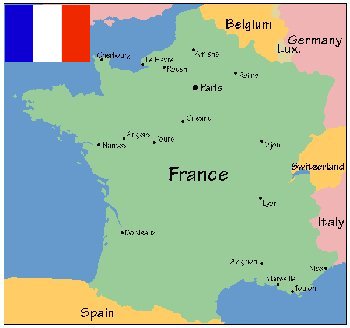 Belgium
Germany
Lux.
Cherbourg
Le Havre
Amiens
Rouen
Reims
Paris
Orleans
Angers
Tours
Nantes
Dijon
Switzerland
France
Lyon
Italy
Bordeaux
Avignon
Nice
Marseille
Toulon
Spain